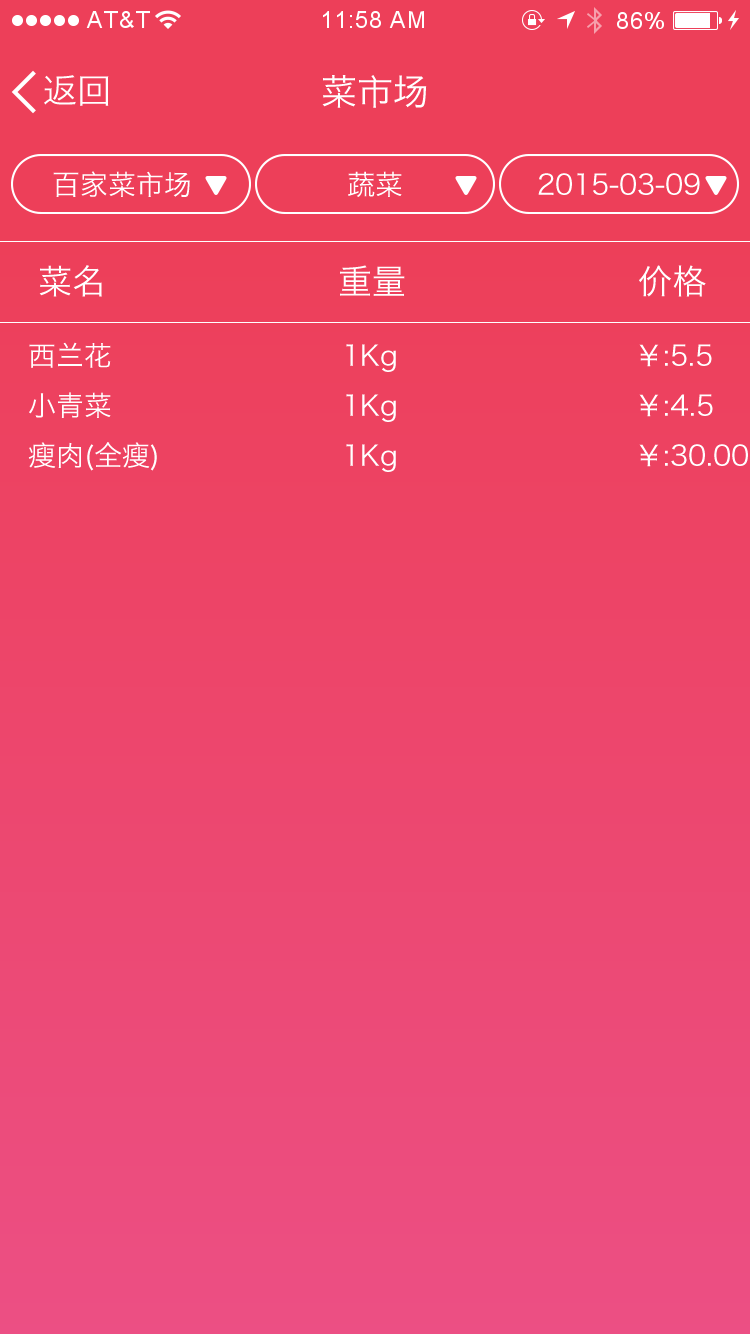 AT&T 11:58 AM 86%
返回 菜市场
百家菜市场 蔬菜 2015-03-09
菜名 重量 价格
西兰花 1Kg ￥:5.5
小青菜 1Kg ￥:4.5
瘦肉(全瘦) 1Kg ￥:30.00